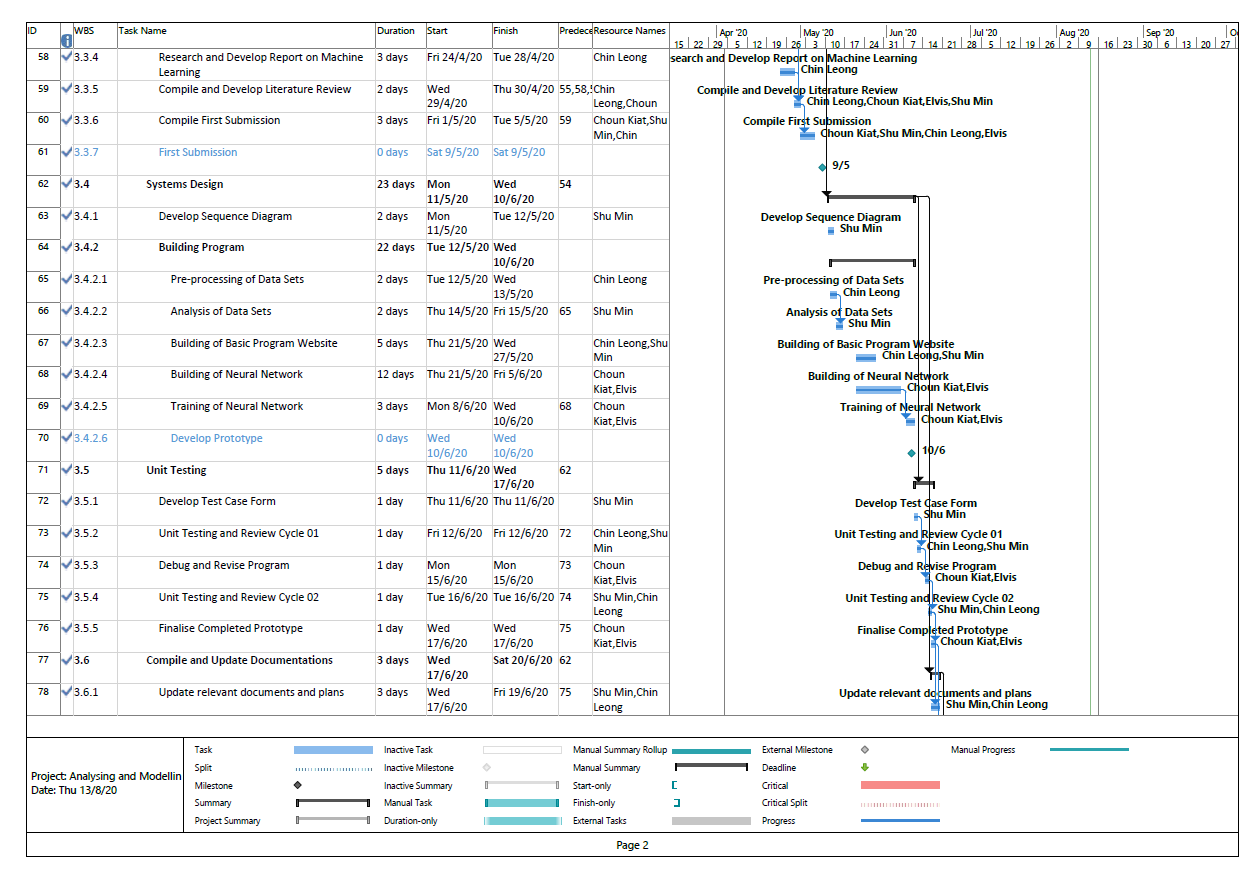 ID WBS Task Name Duration Start Finish Predece Resource Names
Apr '20 May '20 Jun '20 Jul '20 Aug '20 Sep '20
15 22 29 5 12 19 26 3 10 17 24 31 7 14 21 28 5 12 19 26 2 9 16 23 30 6 13 20 27
58 3.3.4 Research and Develop Report on Machine 3 days Fri 24/4/20 Tue 28/4/20 Chin Leong
Learning
search and Develop Report on Machine Learning
Chin Leong
59 3.3.5 Compile and Develop Literature Review 2 days Wed Thu 30/4/20 55,58, Chin
29/4/20 Leong,Choun
Compile and Develop Literature Review
Chin Leong,Choun Kiat,Elvis,Shu Min
60 3.3.6 Compile First Submission 3 days Fri 1/5/20 Tue 5/5/20 59 Choun Kiat,Shu
Min,Chin
Compile First Submission
Choun Kiat,Shu Min,Chin Leong,Elvis
61 3.3.7 First Submission 0 days Sat 9/5/20 Sat 9/5/20
9/5
62 3.4 Systems Design 23 days Mon Wed 54
11/5/20 10/6/20
63 3.4.1 Develop Sequence Diagram 2 days Mon Tue 12/5/20 Shu Min
11/5/20
Develop Sequence Diagram
Shu Min
64 3.4.2 Building Program 22 days Tue 12/5/20 Wed
10/6/20
65 3.4.2.1 Pre-processing of Data Sets 2 days Tue 12/5/20 Wed Chin Leong
13/5/20
Pre-processing of Data Sets
Chin Leong
66 3.4.2.2 Analysis of Data Sets 2 days Thu 14/5/20 Fri 15/5/20 65 Shu Min
Analysis of Data Sets
Shu Min
67 3.4.2.3 Building of Basic Program Website 5 days Thu 21/5/20 Wed Chin Leong,Shu
27/5/20 Min
Building of Basic Program Website
Chin Leong,Shu Min
68 3.4.2.4 Building of Neural Network 12 days Thu 21/5/20 Fri 5/6/20 Choun
Kiat,Elvis
Building of Neural Network
Choun Kiat,Elvis
69 3.4.2.5 Training of Neural Network 3 days Mon 8/6/20 Wed 68 Choun
10/6/20 Kiat,Elvis
Training of Neural Network
Choun Kiat,Elvis
70 3.4.2.6 Develop Prototype 0 days Wed Wed
10/6/20 10/6/20
10/6
71 3.5 Unit Testing 5 days Thu 11/6/20 Wed 62
17/6/20
72 3.5.1 Develop Test Case Form 1 day Thu 11/6/20 Thu 11/6/20 Shu Min
Develop Test Case Form
Shu Min
73 3.5.2 Unit Testing and Review Cycle 01 1 day Fri 12/6/20 Fri 12/6/20 72 Chin Leong,Shu
Min
Unit Testing and Review Cycle 01
Chin Leong,Shu Min
74 3.5.3 Debug and Revise Program 1 day Mon Mon 73 Choun
15/6/20 15/6/20 Kiat,Elvis
Debug and Revise Program
Choun Kiat,Elvis
75 3.5.4 Unit Testing and Review Cycle 02 1 day Tue 16/6/20 Tue 16/6/20 74 Shu Min,Chin
Leong
Unit Testing and Review Cycle 02
Shu Min,Chin Leong
76 3.5.5 Finalise Completed Prototype 1 day Wed Wed 75 Choun
17/6/20 17/6/20 Kiat,Elvis
Finalise Completed Prototype
Choun Kiat,Elvis
77 3.6 Compile and Update Documentations 3 days Wed Sat 20/6/20 62
17/6/20
78 3.6.1 Update relevant documents and plans 3 days Wed Fri 19/6/20 75 Shu Min,Chin
17/6/20 Leong
Update relevant documents and plans
Shu Min,Chin Leong
Project: Analysing and Modellin
Date: Thu 13/8/20
Task Inactive Task Manual Summary Rollup External Milestone Manual Progress
Split Inactive Milestone Manual Summary Deadline
Milestone Inactive Summary Start-only Critical
Summary Manual Task Finish-only Critical Split
Project Summary Duration-only External Tasks Progress
Page 2